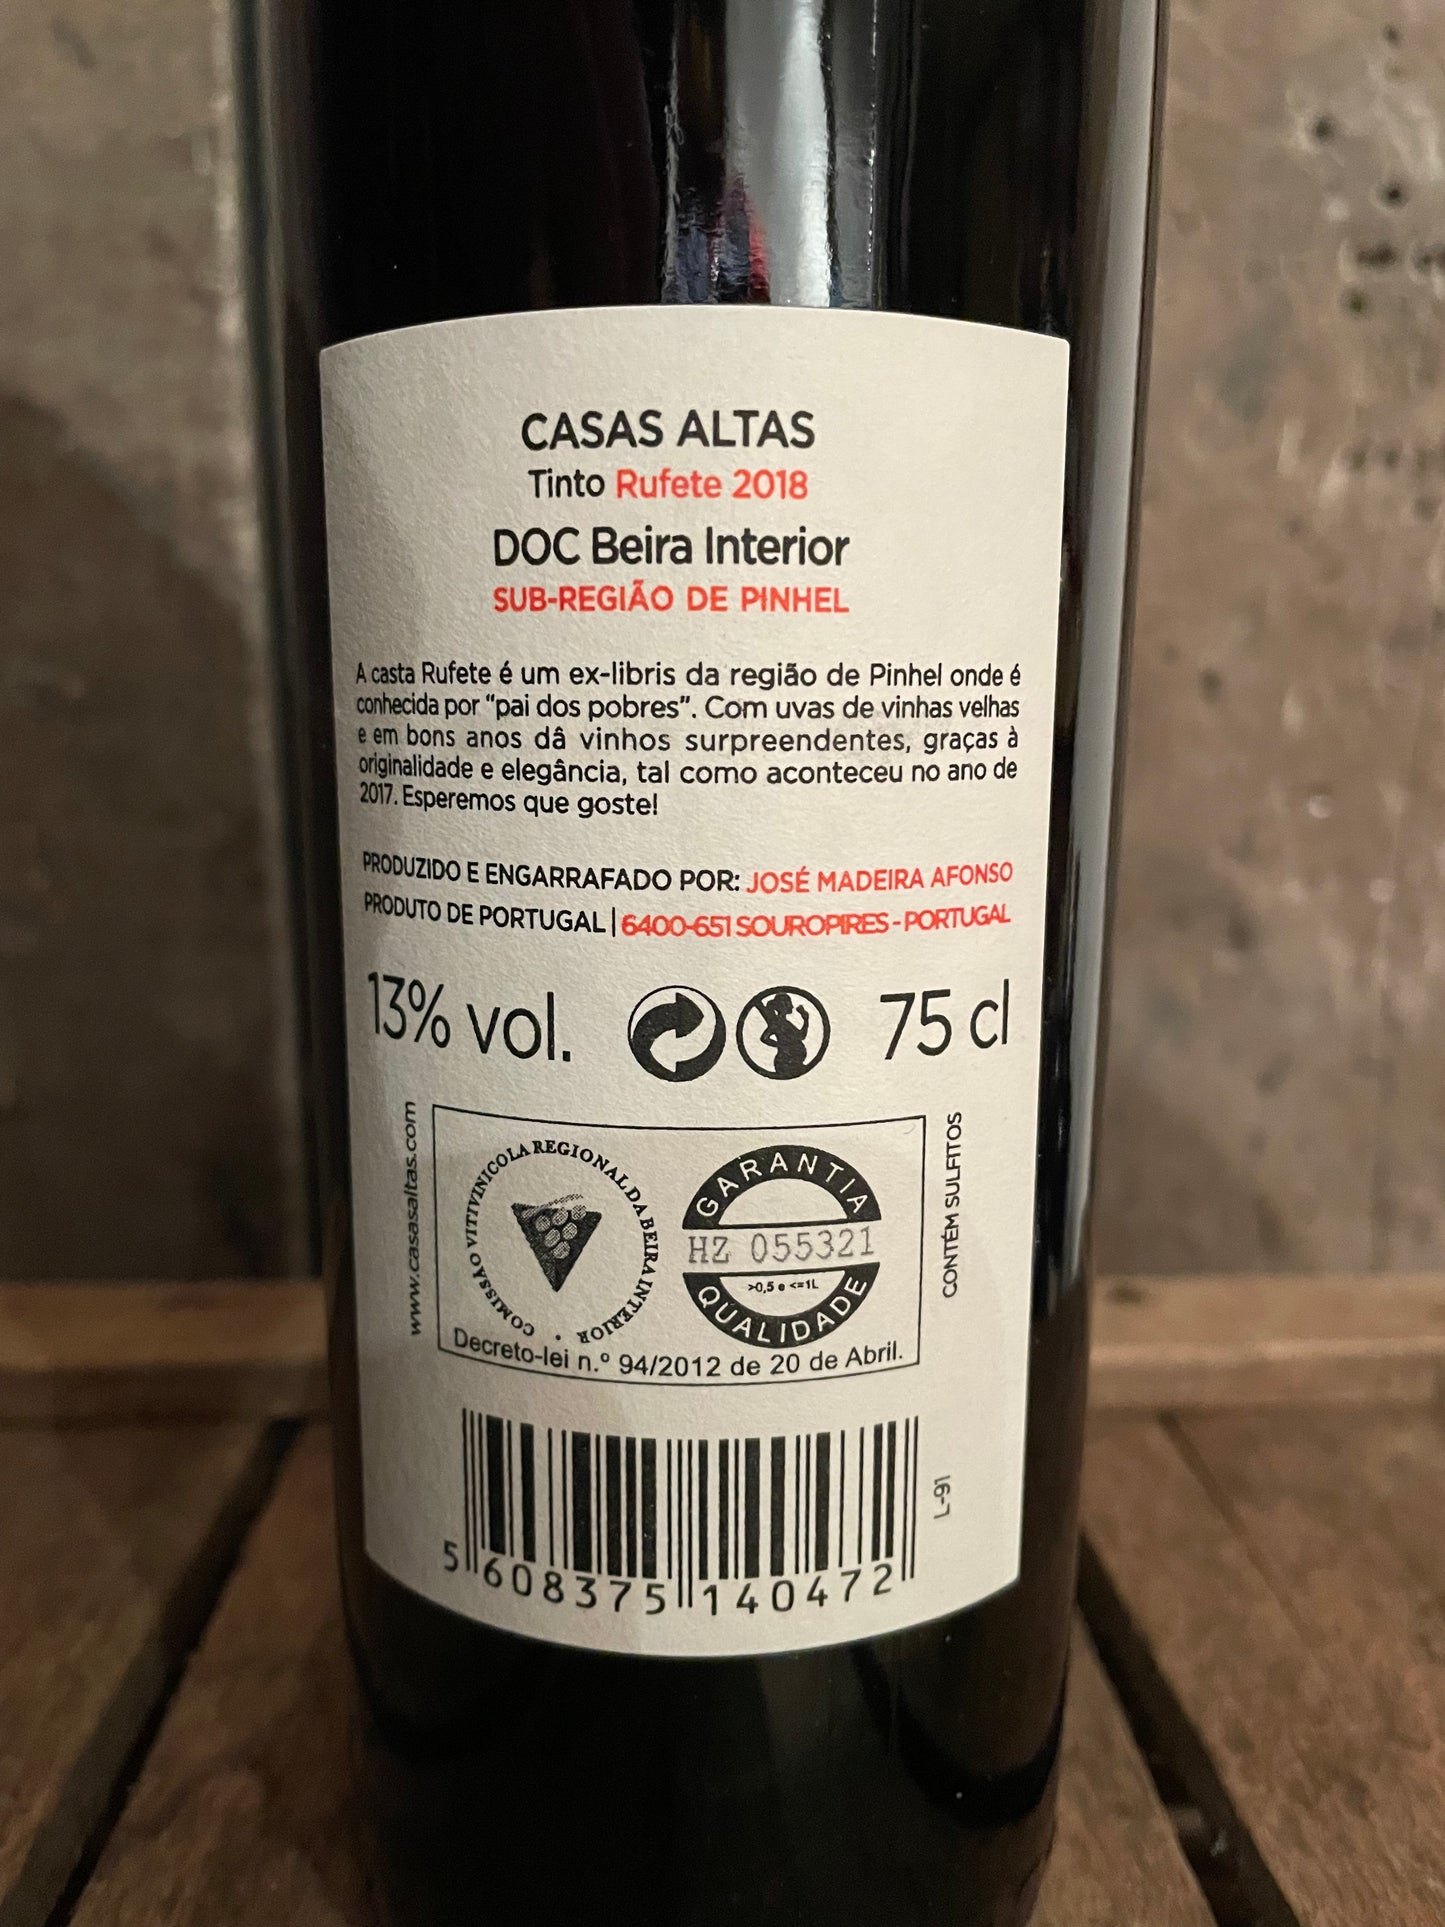 CASAS ALTAS
Tinto Rufete 2018
DOC Beira Interior
SUB-REGIÃO DE PINHEL
A casta Rufete é um ex-libris da região de Pinhel onde é
conhecida por “pai dos pobres”. Com uvas de vinhas velhas
e em bons anos dâ vinhos surpreendentes, graças à
originalidade e elegância, tal como aconteceu no ano de
2017. Esperemos que goste!
PRODUZIDO E ENGARRAFADO POR: JOSÉ MADEIRA AFONSO
PRODUTO DE PORTUGAL | 6400-651 SOUROPIRES - PORTUGAL
13% vol. 75 cl
www.casasaltas.com
COMISSÃO VITIVINICOLA REGIONAL DA BEIRA INTERIOR •
GARANTIA
HZ 055321
>0,5 e <=1L
QUALIDADE
Decreto-lei n.º 94/2012 de 20 de Abril.
CONTÉM SULFITOS
L-91
5 608375 140472